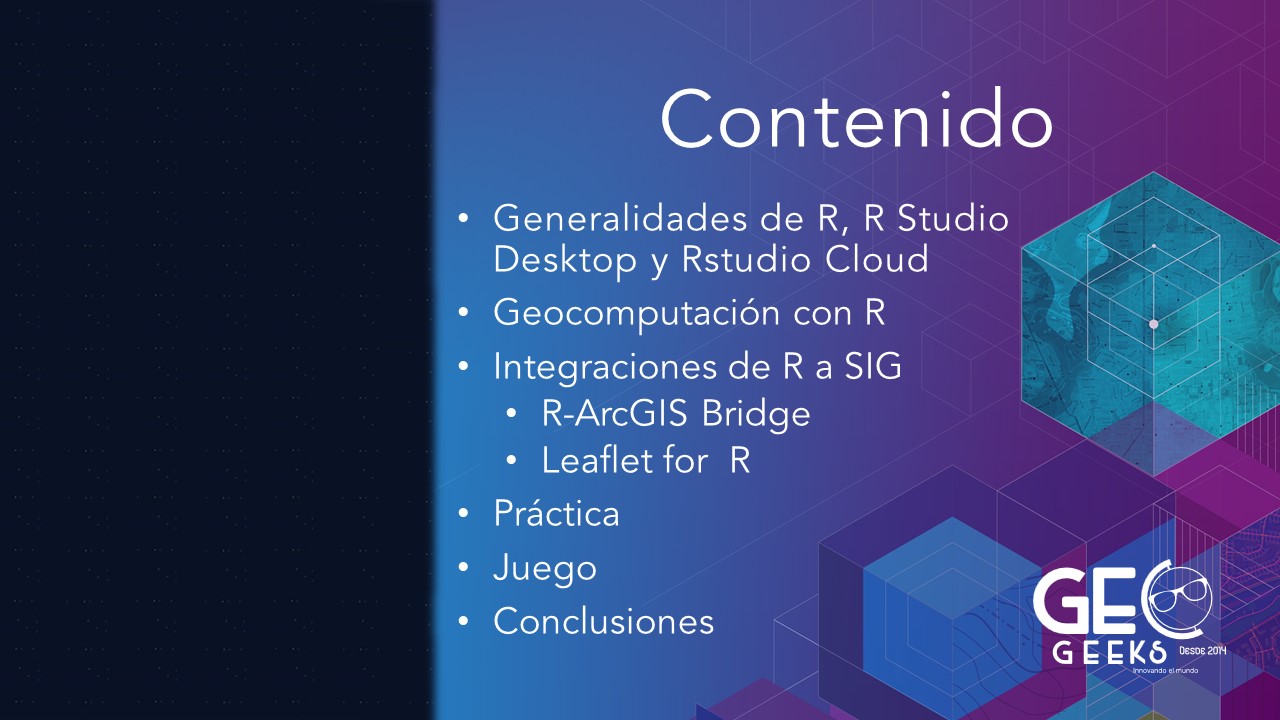 Contenido
• Generalidades de R, R Studio
Desktop y Rstudio Cloud
• Geocomputación con R
• Integraciones de R a SIG
• R-ArcGIS Bridge
• Leaflet for R
• Práctica
• Juego
• Conclusiones
GEO
GEEKS Desde 2014
Innovando el mundo